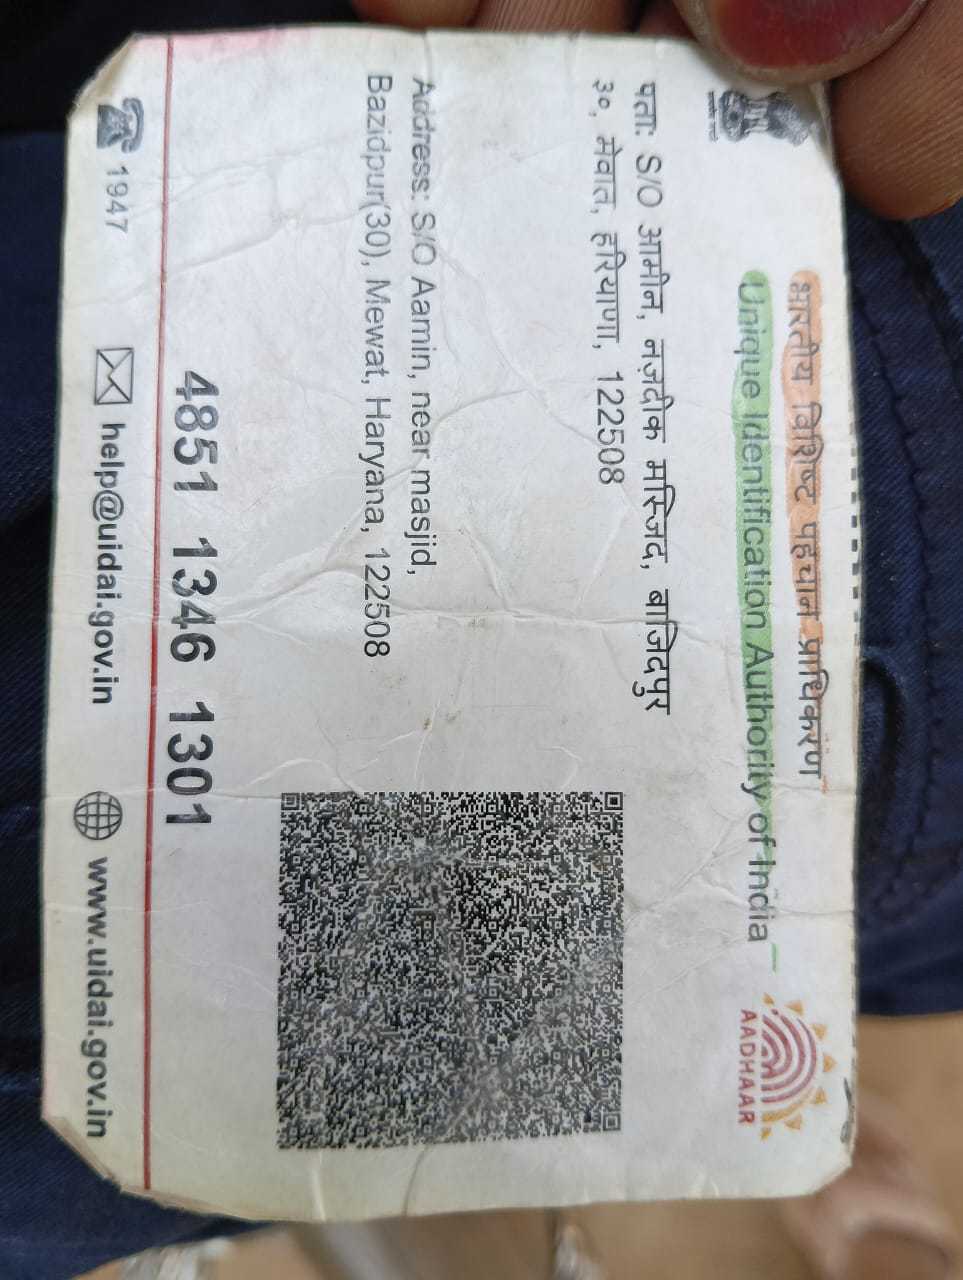 भारतीय विशिष्ट पहचान प्राधिकरण
Unique Identification Authority of India
AADHAAR
पता: S/O आमीन, नज़दीक मस्जिद, बाजिदपुर
३०, मेवात, हरियाणा, 122508
Address: S/O Aamin, near masjid,
Bazidpur(30), Mewat, Haryana, 122508
4851 1346 1301
1947
help@uidai.gov.in
www.uidai.gov.in